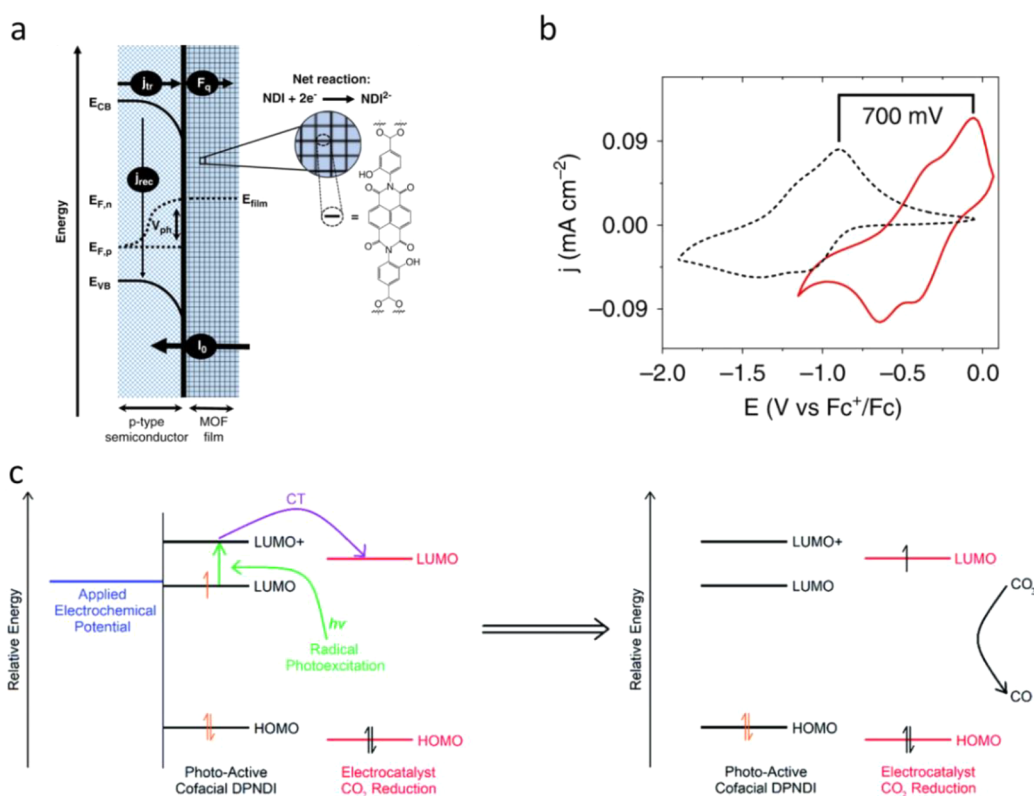 a
Energy
E_CB
E_F,n
E_F,p
E_VB
j_tr
F_q
j_rec
V_ph
E_film
I_0
p-type
semiconductor
MOF
film
Net reaction:
NDI + 2e⁻ ⟶ NDI²⁻
=
O O
HO
O N O
O N O
OH
O O
b
700 mV
j (mA cm⁻²)
0.09
0.00
−0.09
−2.0 −1.5 −1.0 −0.5 0.0
E (V vs Fc⁺/Fc)
c
Relative Energy
Applied
Electrochemical
Potential
CT
LUMO+
LUMO
LUMO
hν
Radical
Photoexcitation
HOMO
HOMO
Photo-Active
Cofacial DPNDI
Electrocatalyst
CO₂ Reduction
Relative Energy
LUMO+
LUMO
LUMO
CO₂
CO
HOMO
HOMO
Photo-Active
Cofacial DPNDI
Electrocatalyst
CO₂ Reduction